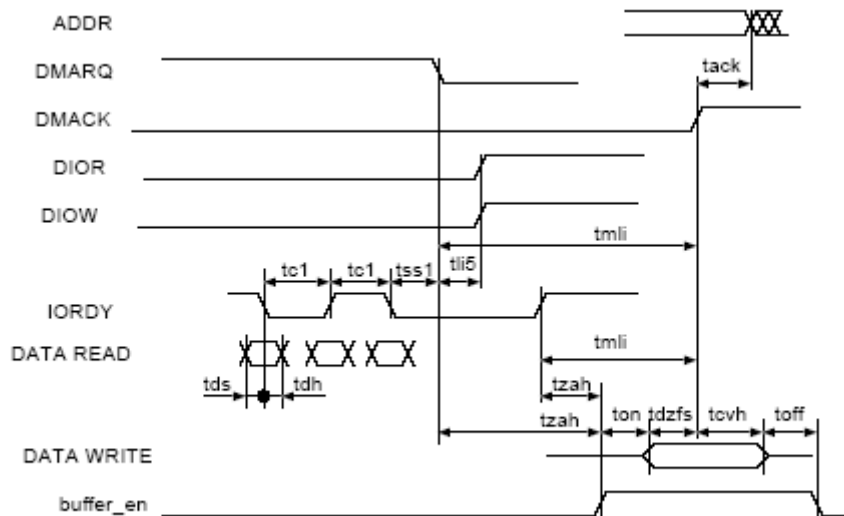 ADDR
DMARQ
tack
DMACK
DIOR
DIOW
tmli
tc1 tc1 tss1 tli5
IORDY
DATA READ
tmli
tds tdh
tzah
tzah ton tdzfs tcvh toff
DATA WRITE
buffer_en